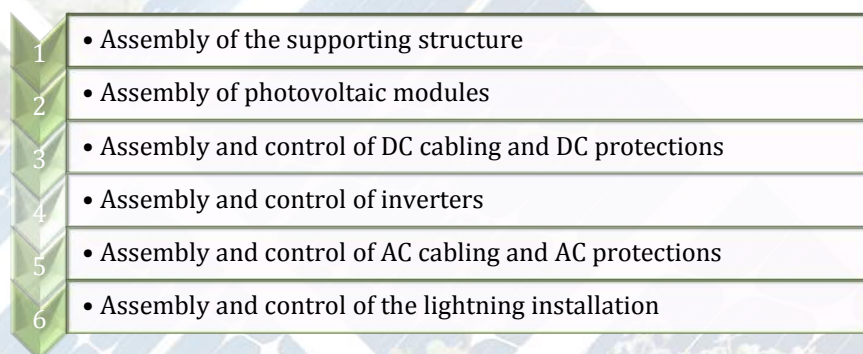 1 • Assembly of the supporting structure
2 • Assembly of photovoltaic modules
3 • Assembly and control of DC cabling and DC protections
4 • Assembly and control of inverters
5 • Assembly and control of AC cabling and AC protections
6 • Assembly and control of the lightning installation